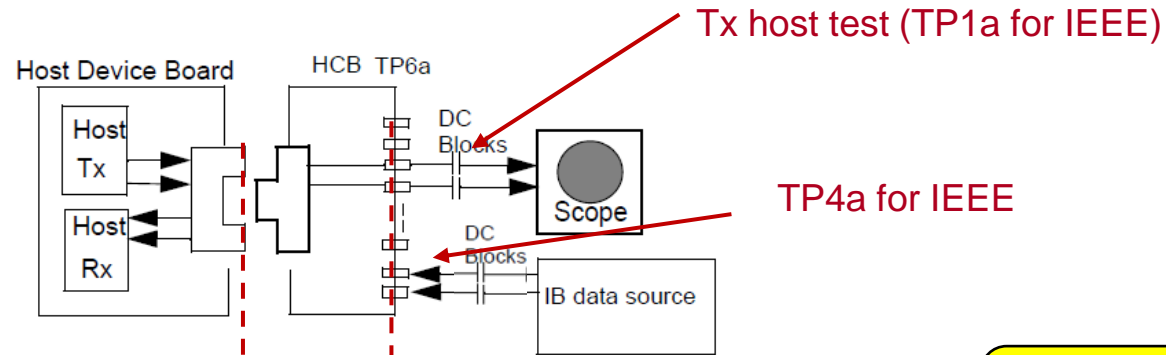 Tx host test (TP1a for IEEE)
Host Device Board
HCB TP6a
DC
Blocks
Host
Tx
Scope
TP4a for IEEE
Host
Rx
DC
Blocks
IB data source